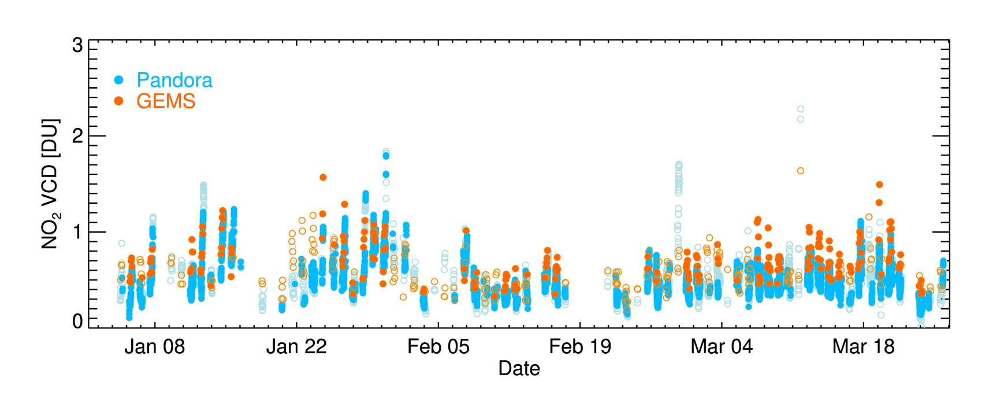 3
Pandora
GEMS
2
NO₂ VCD [DU]
1
0
Jan 08 Jan 22 Feb 05 Feb 19 Mar 04 Mar 18
Date